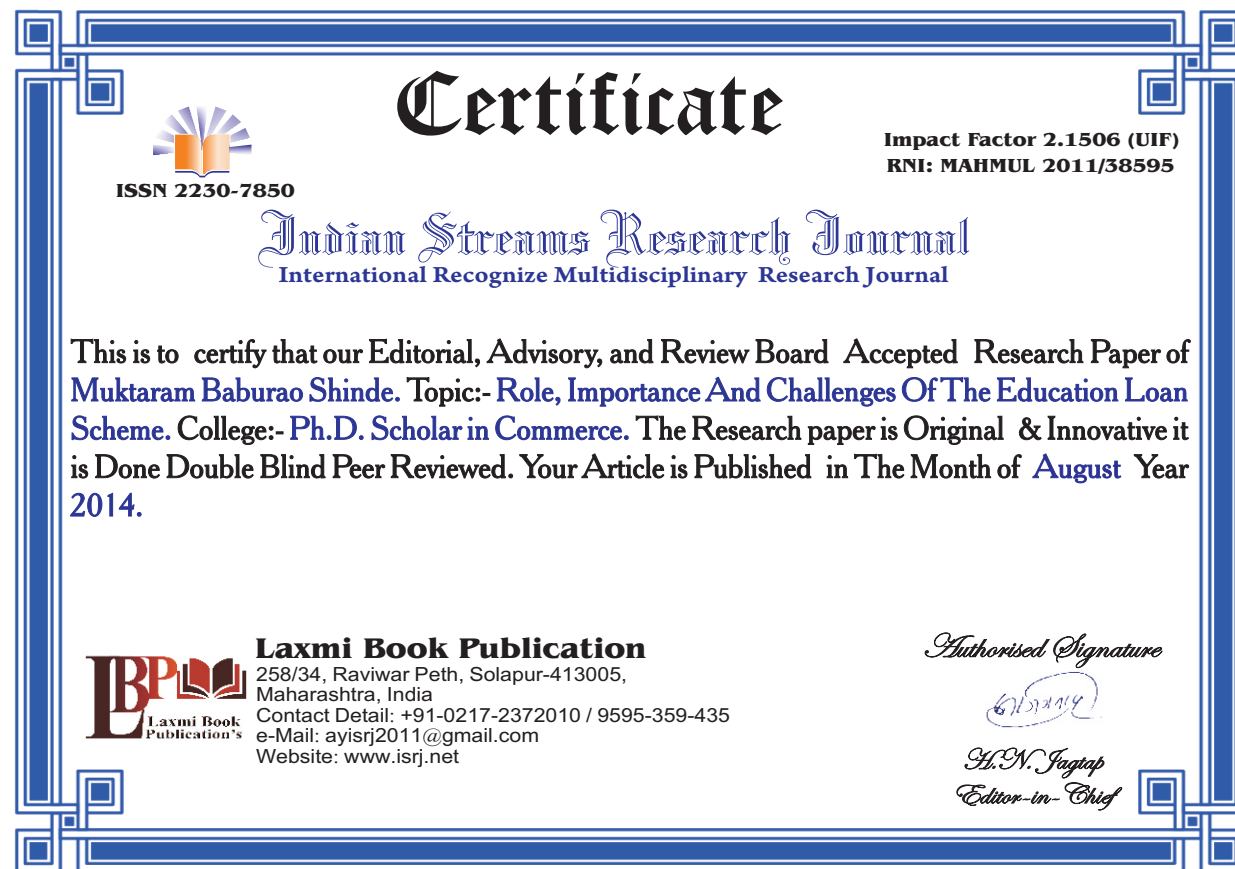 Certificate
Impact Factor 2.1506 (UIF)
RNI: MAHMUL 2011/38595
ISSN 2230-7850
Indian Streams Research Journal
International Recognize Multidisciplinary Research Journal
This is to certify that our Editorial, Advisory, and Review Board Accepted Research Paper of
Muktaram Baburao Shinde. Topic:- Role, Importance And Challenges Of The Education Loan
Scheme. College:- Ph.D. Scholar in Commerce. The Research paper is Original & Innovative it
is Done Double Blind Peer Reviewed. Your Article is Published in The Month of August Year
2014.
LBP
Laxmi Book
Publication's
Laxmi Book Publication
258/34, Raviwar Peth, Solapur-413005,
Maharashtra, India
Contact Detail: +91-0217-2372010 / 9595-359-435
e-Mail: ayisrj2011@gmail.com
Website: www.isrj.net
Authorised Signature
H.N. Jagtap
Editor-in-Chief